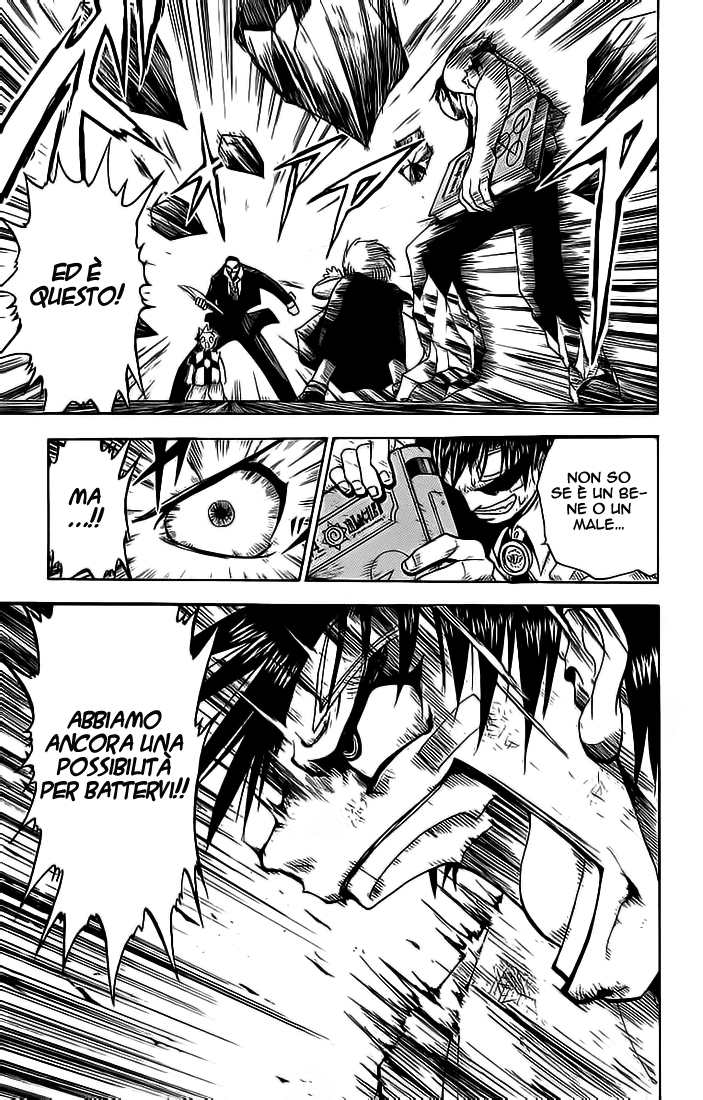 ED È
QUESTO!
NON SO
SE È UN BE-
NE O UN
MALE...
MA
...!!
ABBIAMO
ANCORA UNA
POSSIBILITÀ
PER BATTERVI!!